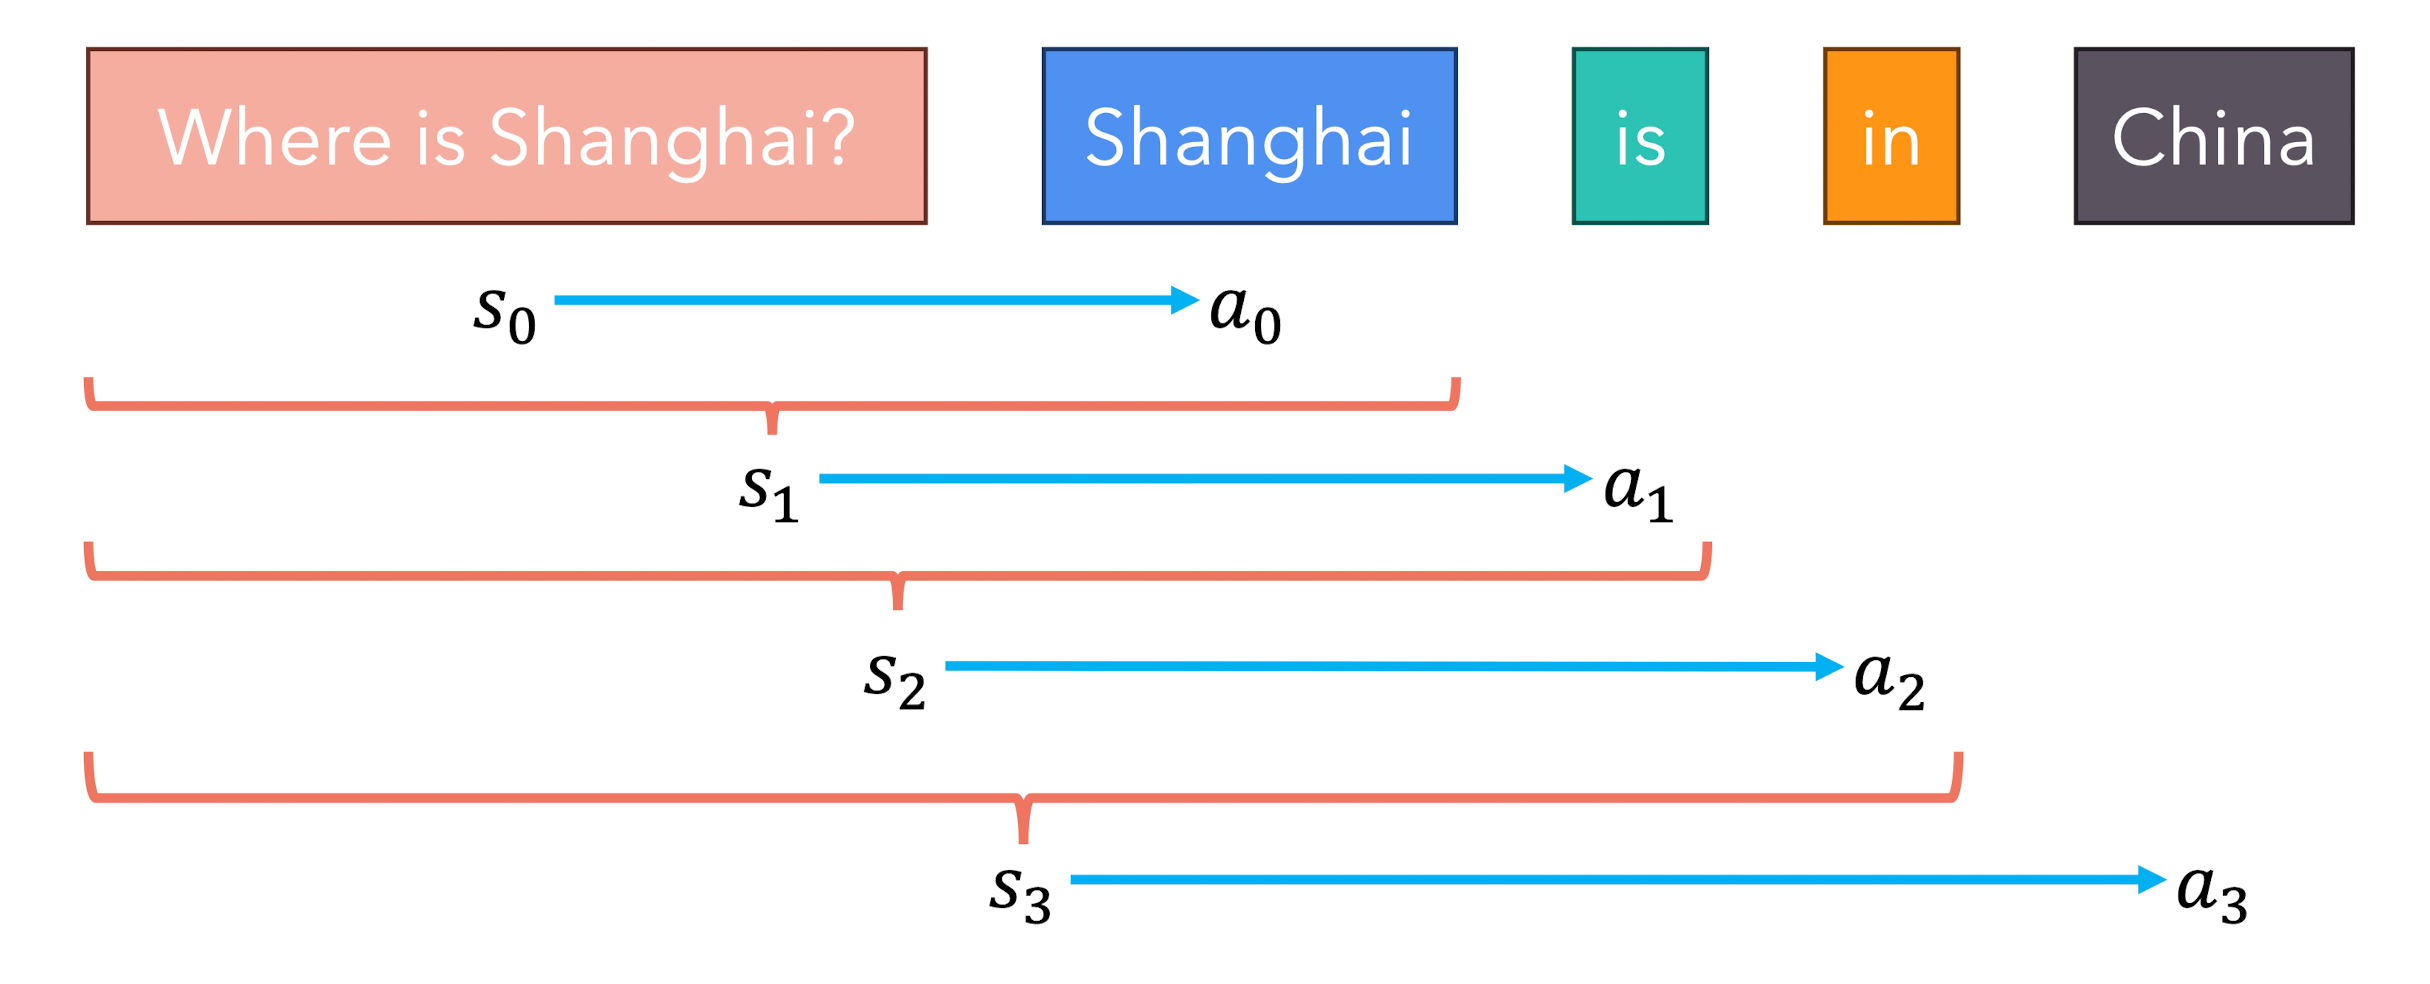 Where is Shanghai? Shanghai is in China
s₀ a₀
s₁ a₁
s₂ a₂
s₃ a₃